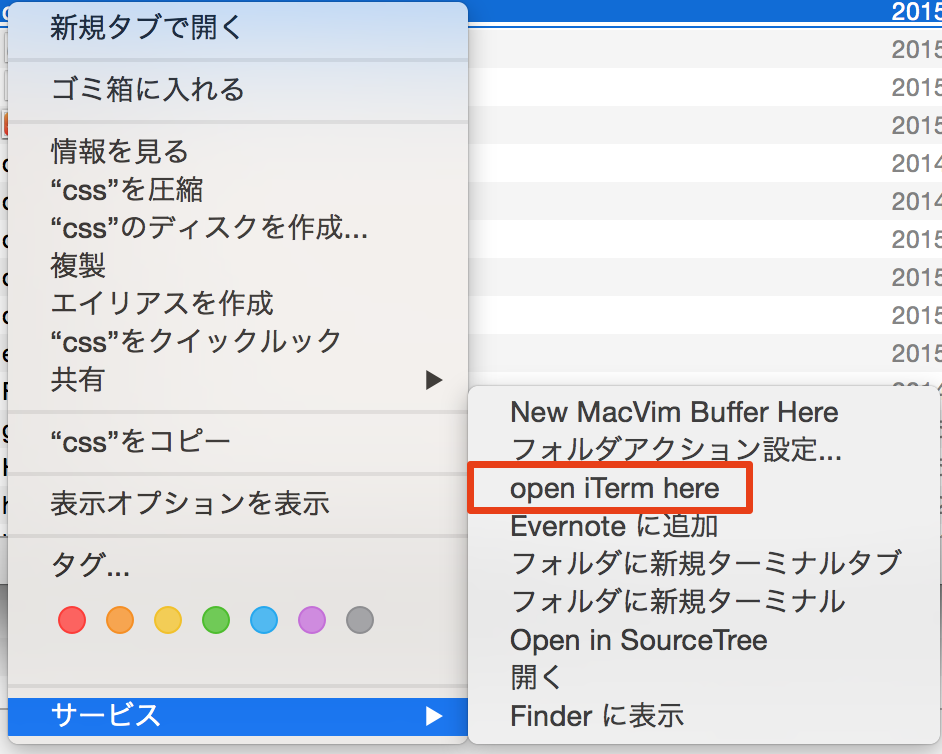 新規タブで開く
ゴミ箱に入れる
情報を見る
“css”を圧縮
“css”のディスクを作成...
複製
エイリアスを作成
“css”をクイックルック
共有
“css”をコピー
表示オプションを表示
タグ...
サービス
New MacVim Buffer Here
フォルダアクション設定...
open iTerm here
Evernote に追加
フォルダに新規ターミナルタブ
フォルダに新規ターミナル
Open in SourceTree
開く
Finder に表示
2015
2015
2015
2015
2014
2014
2015
2015
2015
2015